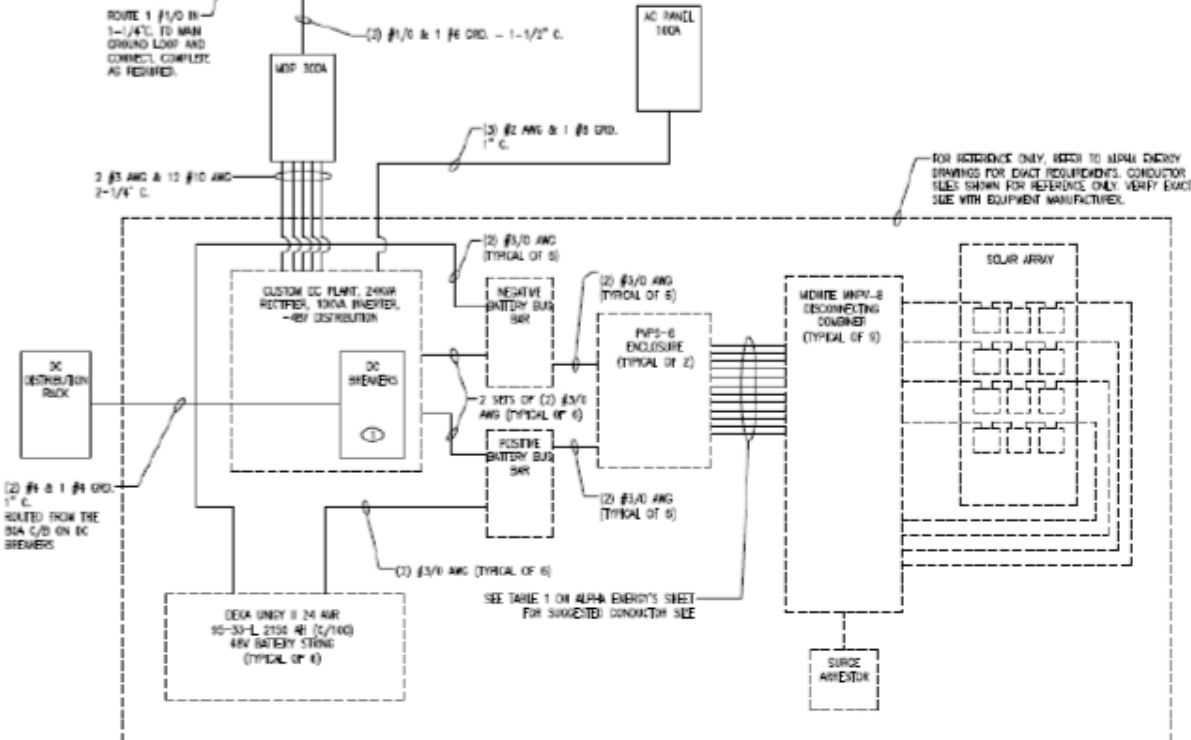 ROUTE 1 #1/0 IN
1-1/4"C. TO MAIN
GROUND LOOP AND
CONNECT, COMPLETE
AS REQUIRED.
#1/0 & 1 #6 GRD. - 1-1/2" C.
MDP 300A
AC PANEL
100A
(3) #2 AWG & 1 #8 GRD.
1" C.
2 #3 AWG & 12 #10 AWG
2-1/4" C.
FOR REFERENCE ONLY, REFER TO ALPHA ENERGY
DRAWINGS FOR EXACT REQUIREMENTS. CONDUCTOR
SIZES SHOWN FOR REFERENCE ONLY. VERIFY EXACT
SIZE WITH EQUIPMENT MANUFACTURER.
(2) #3/0 AWG
(TYPICAL OF 6)
CUSTOM DC PLANT, 24KW
RECTIFIER, 10KVA INVERTER,
-48V DISTRIBUTION
NEGATIVE
BATTERY BUS
BAR
(2) #3/0 AWG
(TYPICAL OF 6)
PVPS-6
ENCLOSURE
(TYPICAL OF 2)
MIDNITE MNPV-8
DISCONNECTING
COMBINER
(TYPICAL OF 9)
SOLAR ARRAY
DC
DISTRIBUTION
RACK
DC
BREAKERS
1
2 SETS OF (2) #3/0
AWG (TYPICAL OF 6)
POSITIVE
BATTERY BUS
BAR
(2) #3/0 AWG
(TYPICAL OF 6)
(2) #4 & 1 #4 GRD.
1" C.
ROUTED FROM THE
80A C/B ON DC
BREAKERS
(2) #3/0 AWG (TYPICAL OF 6)
SEE TABLE 1 ON ALPHA ENERGY'S SHEET
FOR SUGGESTED CONDUCTOR SIZE
DEKA UNIGY II 24 AVR
95-33-L 2150 AH (C/100)
48V BATTERY STRING
(TYPICAL OF 6)
SURGE
ARRESTOR